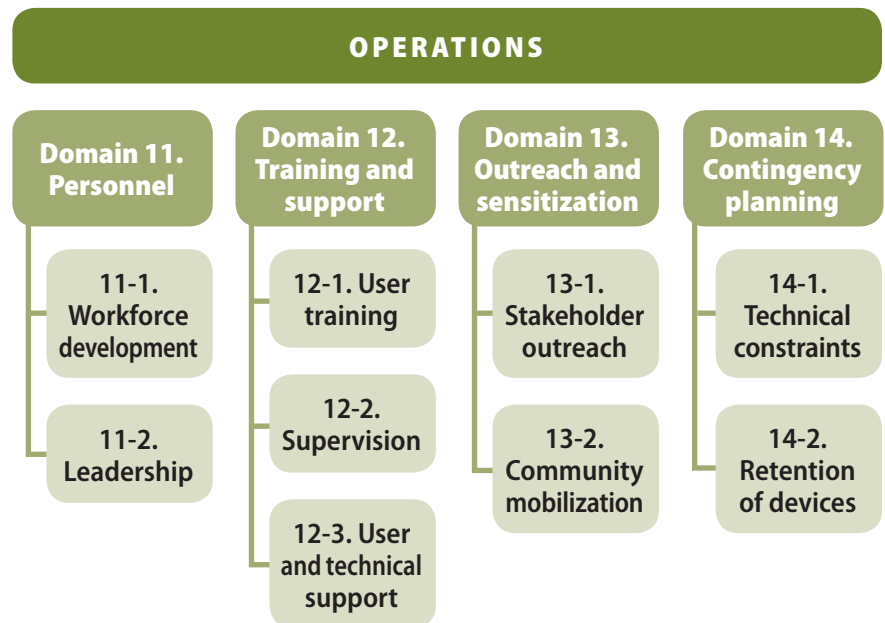 OPERATIONS
Domain 11.
Personnel
11-1.
Workforce
development
11-2.
Leadership
Domain 12.
Training and
support
12-1. User
training
12-2.
Supervision
12-3. User
and technical
support
Domain 13.
Outreach and
sensitization
13-1.
Stakeholder
outreach
13-2.
Community
mobilization
Domain 14.
Contingency
planning
14-1.
Technical
constraints
14-2.
Retention
of devices